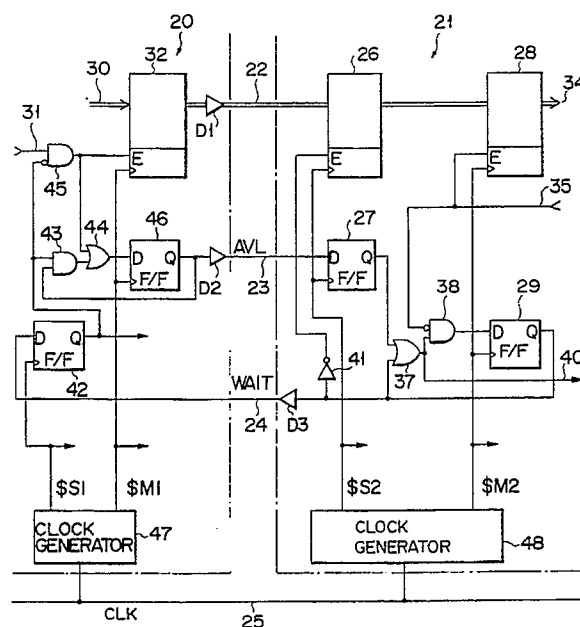 20
21
32
26
28
30
22
34
D1
31
E
E
E
35
45
43
44
46
27
D Q
F/F
AVL
23
D2
D Q
F/F
38
29
D Q
F/F
D Q
F/F
42
41
37
40
WAIT
24
D3
$S1
$M1
$S2
$M2
CLOCK
GENERATOR
47
CLOCK
GENERATOR
48
CLK
25